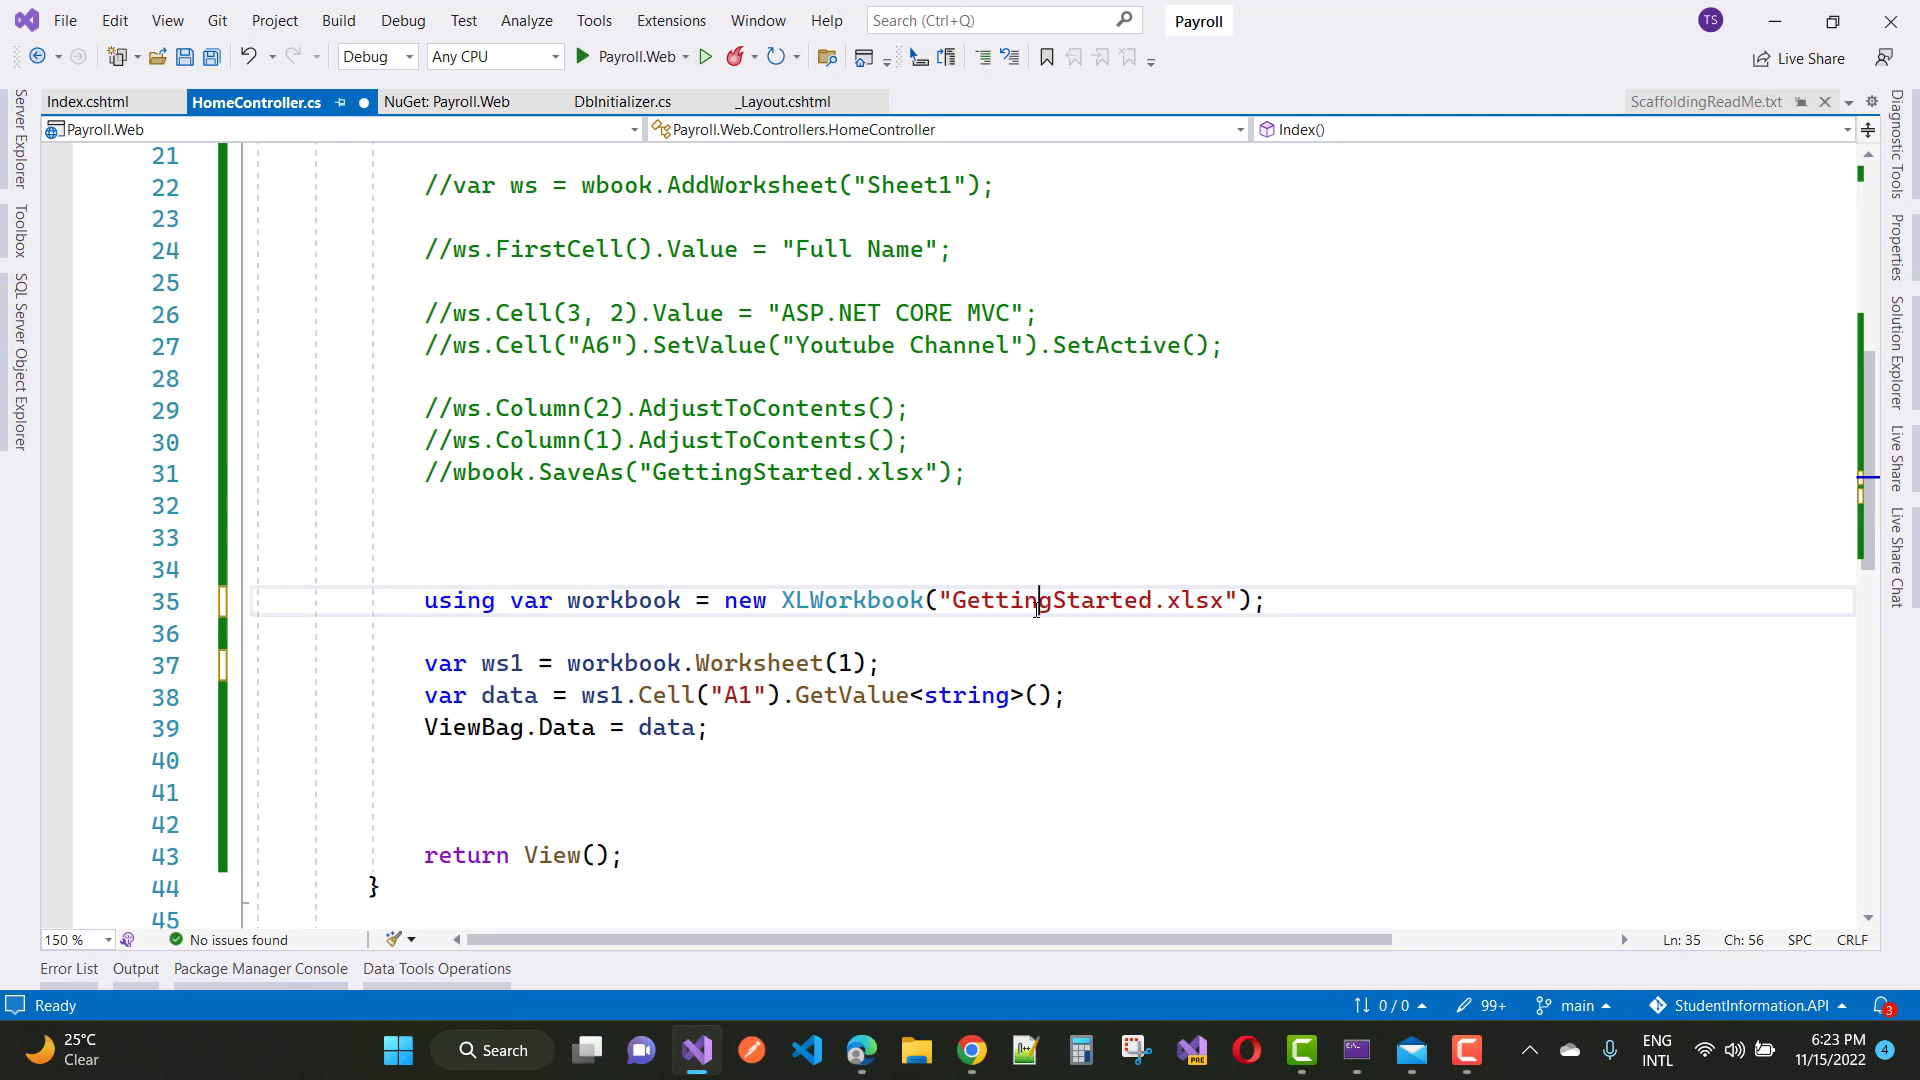 File Edit View Git Project Build Debug Test Analyze Tools Extensions Window Help Search (Ctrl+Q) Payroll TS
Debug Any CPU Payroll.Web Live Share
Index.cshtml HomeController.cs NuGet: Payroll.Web DbInitializer.cs _Layout.cshtml ScaffoldingReadMe.txt
Payroll.Web Payroll.Web.Controllers.HomeController Index()
Server Explorer
Toolbox
SQL Server Object Explorer
21
22 //var ws = wbook.AddWorksheet("Sheet1");
23
24 //ws.FirstCell().Value = "Full Name";
25
26 //ws.Cell(3, 2).Value = "ASP.NET CORE MVC";
27 //ws.Cell("A6").SetValue("Youtube Channel").SetActive();
28
29 //ws.Column(2).AdjustToContents();
30 //ws.Column(1).AdjustToContents();
31 //wbook.SaveAs("GettingStarted.xlsx");
32
33
34
35 using var workbook = new XLWorkbook("GettingStarted.xlsx");
36
37 var ws1 = workbook.Worksheet(1);
38 var data = ws1.Cell("A1").GetValue<string>();
39 ViewBag.Data = data;
40
41
42
43 return View();
44 }
45
Diagnostic Tools
Properties
Solution Explorer
Live Share
Live Share Chat
150 % No issues found Ln: 35 Ch: 56 SPC CRLF
Error List Output Package Manager Console Data Tools Operations
Ready 0 / 0 99+ main StudentInformation.API 3
25°C
Clear
Search
PRE
ENG
INTL
6:23 PM
11/15/2022
4